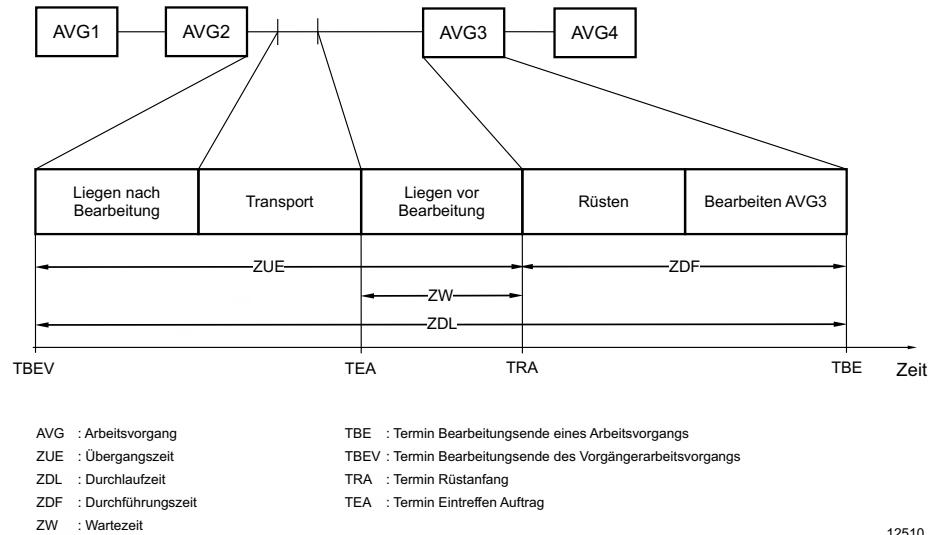 AVG1 AVG2 AVG3 AVG4
Liegen nach Bearbeitung
Transport
Liegen vor Bearbeitung
Rüsten
Bearbeiten AVG3
ZUE ZDF
ZW
ZDL
TBEV TEA TRA TBE Zeit
AVG : Arbeitsvorgang
ZUE : Übergangszeit
ZDL : Durchlaufzeit
ZDF : Durchführungszeit
ZW : Wartezeit
TBE : Termin Bearbeitungsende eines Arbeitsvorgangs
TBEV : Termin Bearbeitungsende des Vorgängerarbeitsvorgangs
TRA : Termin Rüstanfang
TEA : Termin Eintreffen Auftrag
12510